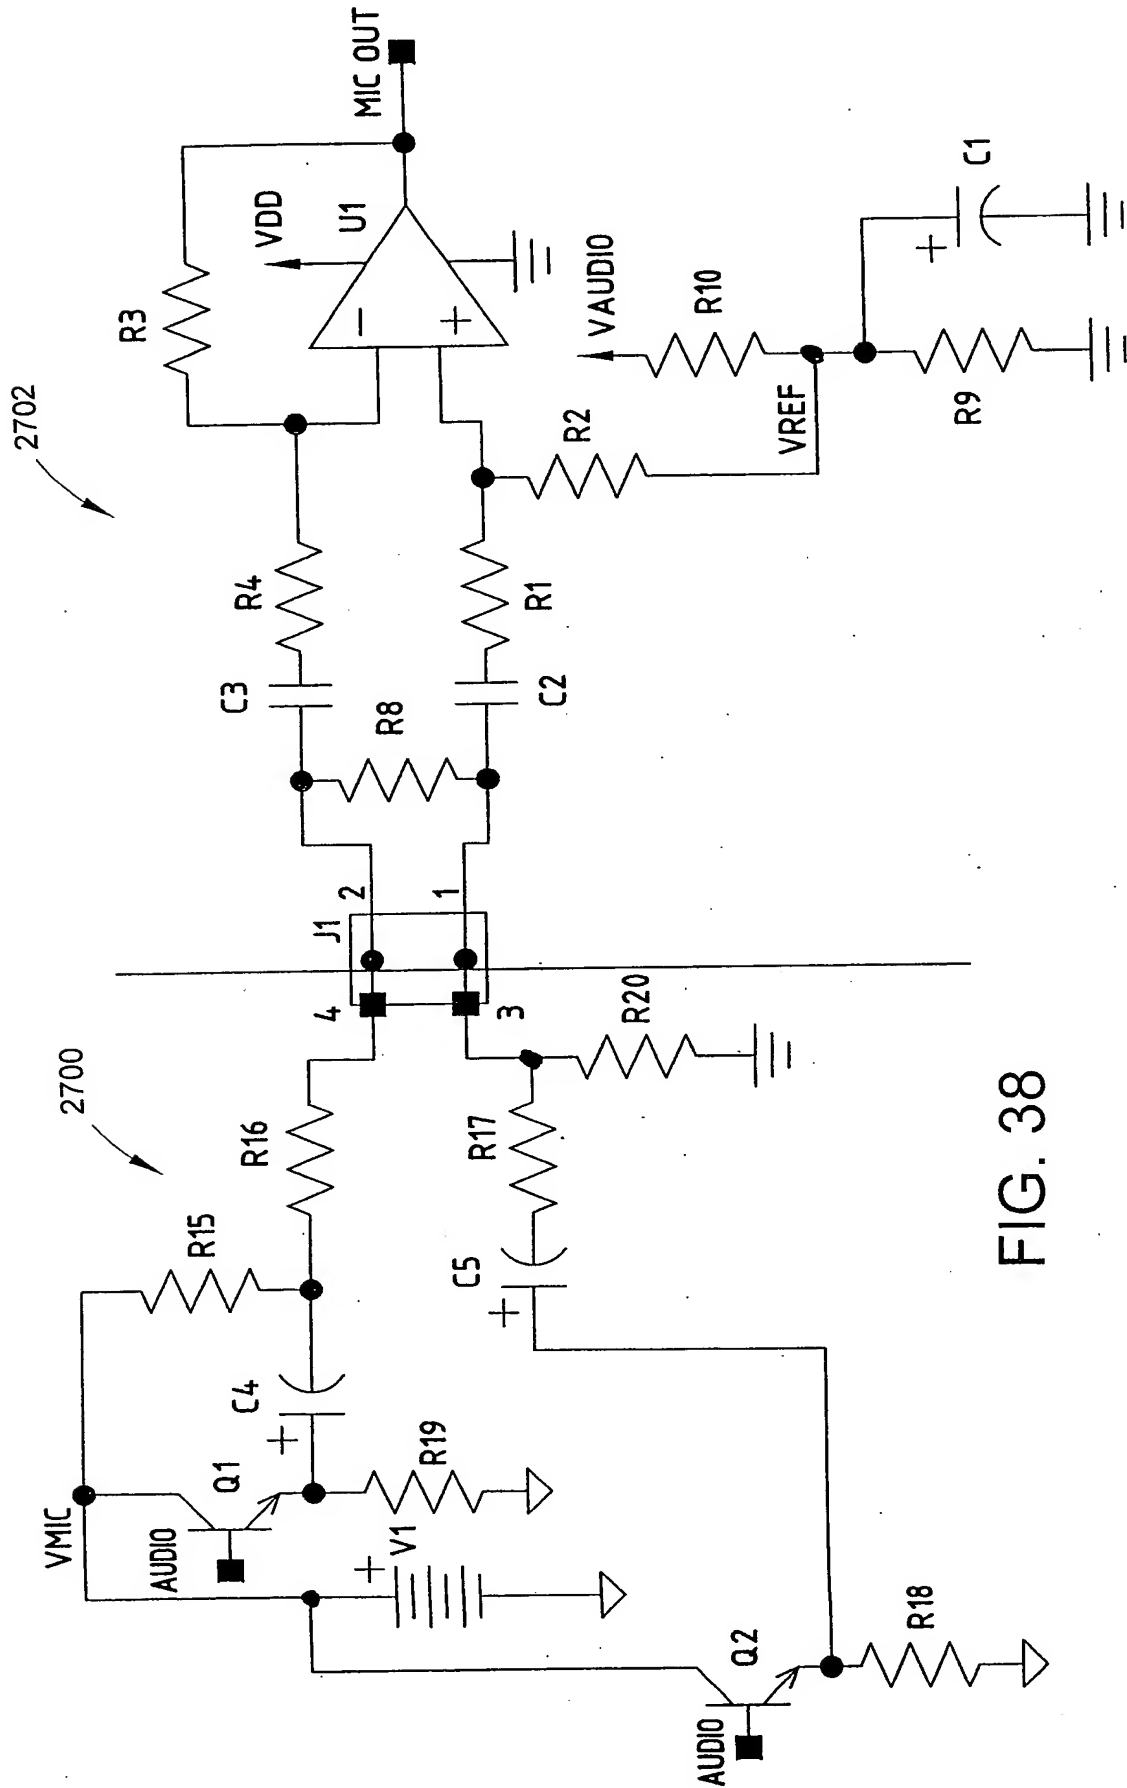 2700
2702
VMIC
R15
AUDIO
Q1
C4
+
R16
R19
V1
+
4
J1
2
3
1
C3
R4
R3
R8
C2
R1
VDD
U1
−
+
MIC OUT
C5
+
R17
R20
R2
VAUDIO
R10
VREF
R9
C1
+
AUDIO
Q2
R18
FIG. 38